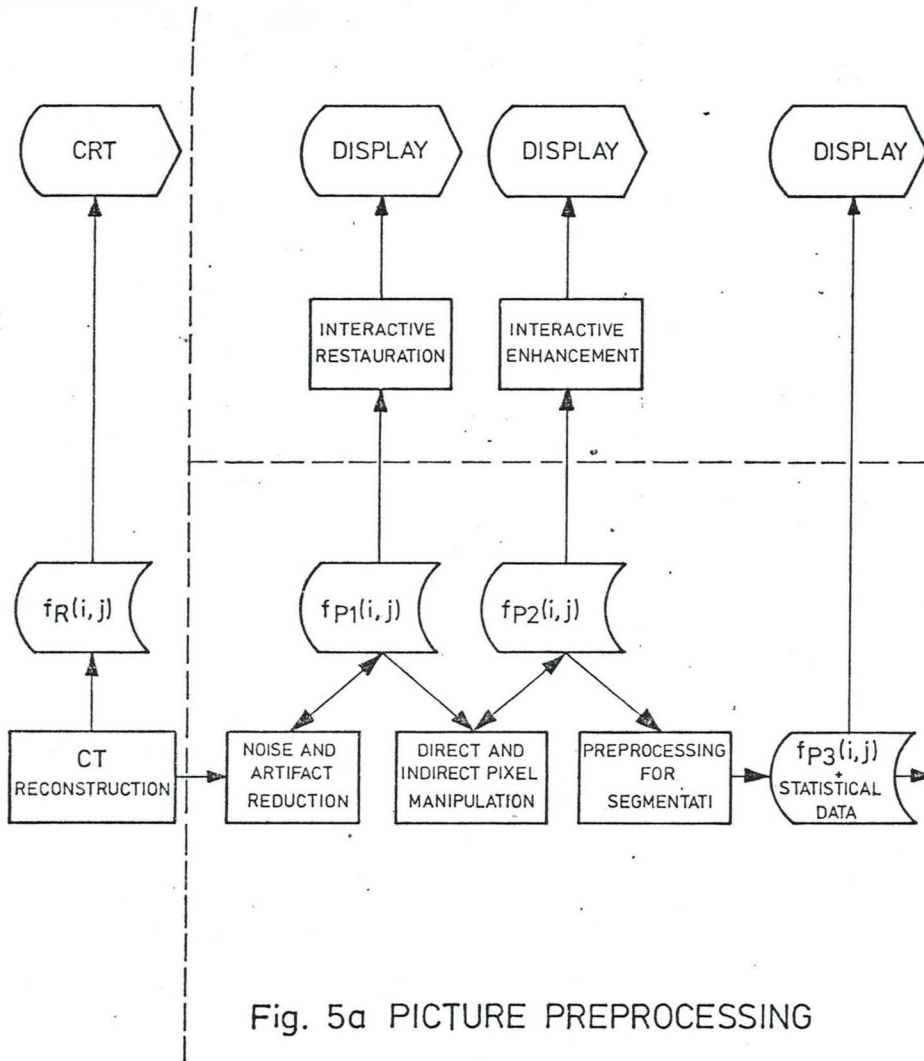 CRT
DISPLAY
DISPLAY
DISPLAY
INTERACTIVE
RESTAURATION
INTERACTIVE
ENHANCEMENT
fR(i,j)
fP1(i,j)
fP2(i,j)
CT
RECONSTRUCTION
NOISE AND
ARTIFACT
REDUCTION
DIRECT AND
INDIRECT PIXEL
MANIPULATION
PREPROCESSING
FOR
SEGMENTATI
fP3(i,j)
+
STATISTICAL
DATA
Fig. 5a PICTURE PREPROCESSING